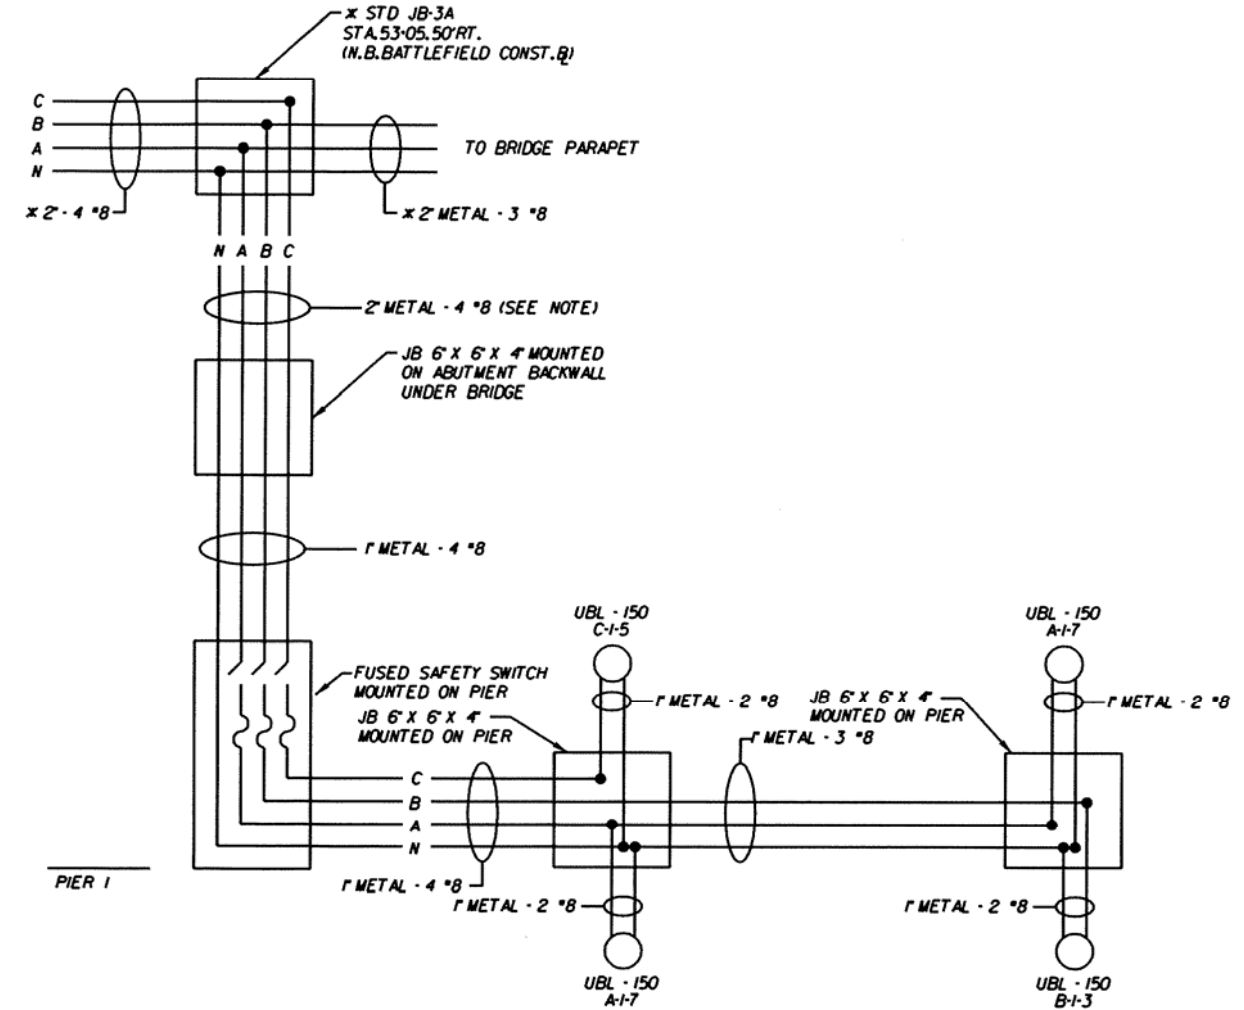 * STD JB-3A
STA.53+05.50'RT.
(N.B.BATTLEFIELD CONST.℄)
C
B
A
N
TO BRIDGE PARAPET
* 2" - 4 #8
* 2" METAL - 3 #8
N A B C
2" METAL - 4 #8 (SEE NOTE)
JB 6" X 6" X 4" MOUNTED
ON ABUTMENT BACKWALL
UNDER BRIDGE
1" METAL - 4 #8
UBL - 150
C-1-5
UBL - 150
A-1-7
FUSED SAFETY SWITCH
MOUNTED ON PIER
1" METAL - 2 #8
JB 6" X 6" X 4"
MOUNTED ON PIER
1" METAL - 2 #8
JB 6" X 6" X 4"
MOUNTED ON PIER
1" METAL - 3 #8
C
B
A
N
PIER 1
1" METAL - 4 #8
1" METAL - 2 #8
1" METAL - 2 #8
UBL - 150
A-1-7
UBL - 150
B-1-3